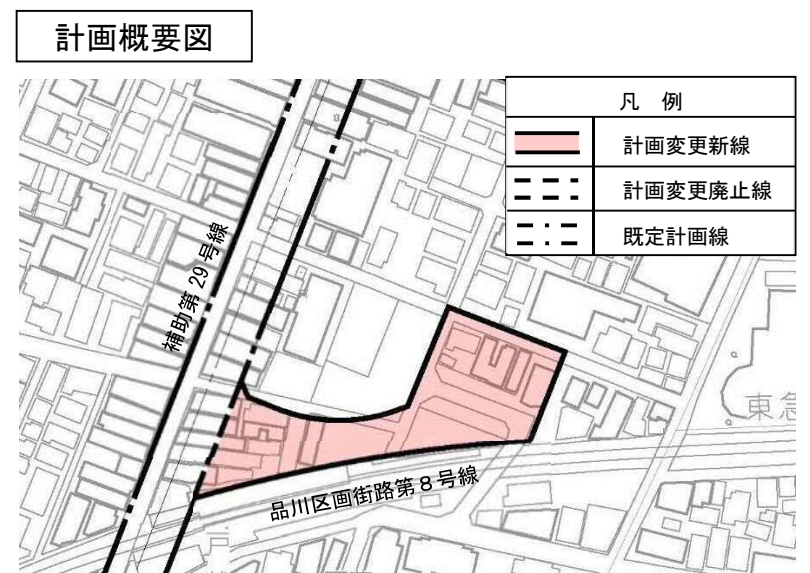 計画概要図
凡 例
計画変更新線
計画変更廃止線
既定計画線
補助第29号線
東急
品川区画街路第8号線